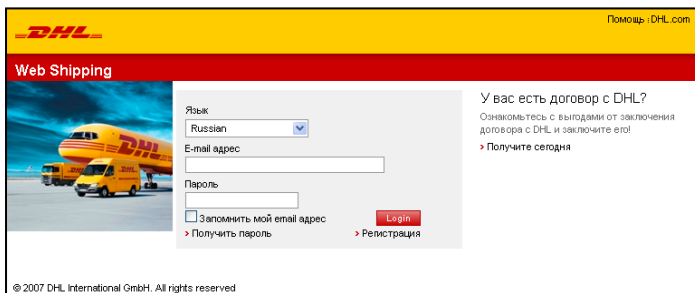 Помощь DHL.com
DHL
Web Shipping
DHL
Язык
Russian
E-mail адрес
Пароль
Запомнить мой email адрес
Login
> Получить пароль
> Регистрация
У вас есть договор с DHL?
Ознакомьтесь с выгодами от заключения
договора с DHL и заключите его!
> Получите сегодня
© 2007 DHL International GmbH. All rights reserved